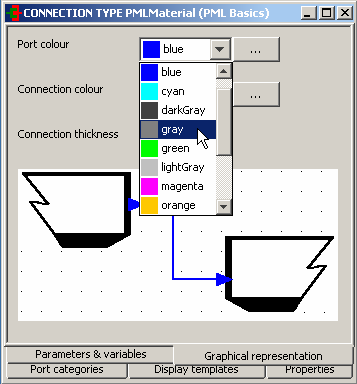 CONNECTION TYPE PMLMaterial (PML Basics)
Port colour
blue
...
blue
cyan
Connection colour
...
darkGray
gray
Connection thickness
green
lightGray
magenta
orange
Parameters & variables
Graphical representation
Port categories
Display templates
Properties